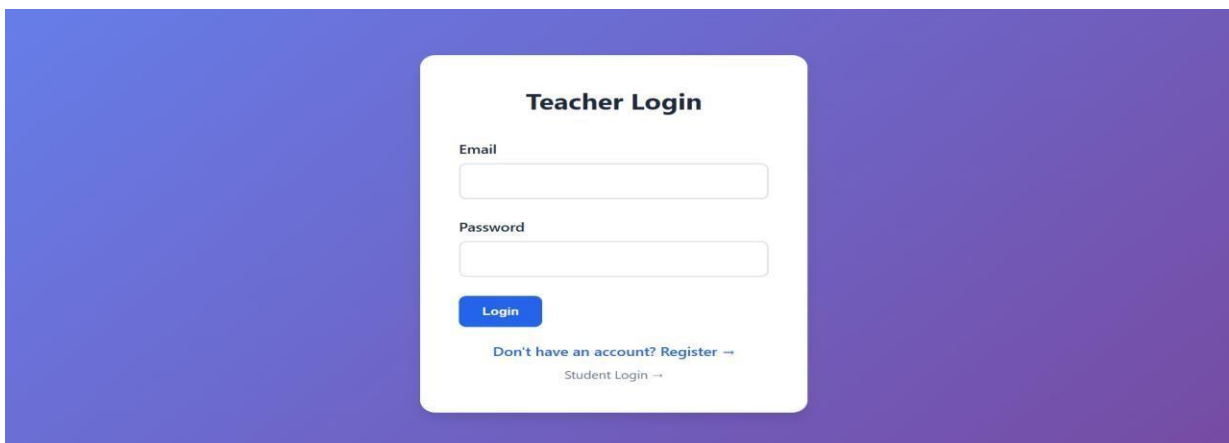 Teacher Login
Email
Password
Login
Don't have an account? Register →
Student Login →